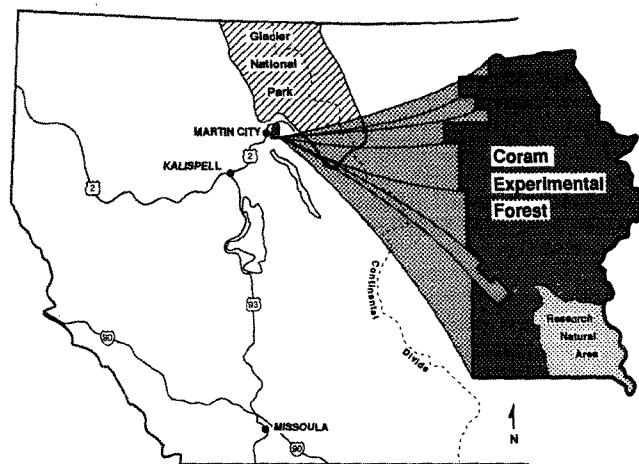 Glacier
National
Park
MARTIN CITY
2
KALISPELL
2
Coram
Experimental
Forest
Continental
Divide
93
Research
Natural
Area
90
MISSOULA
90
N